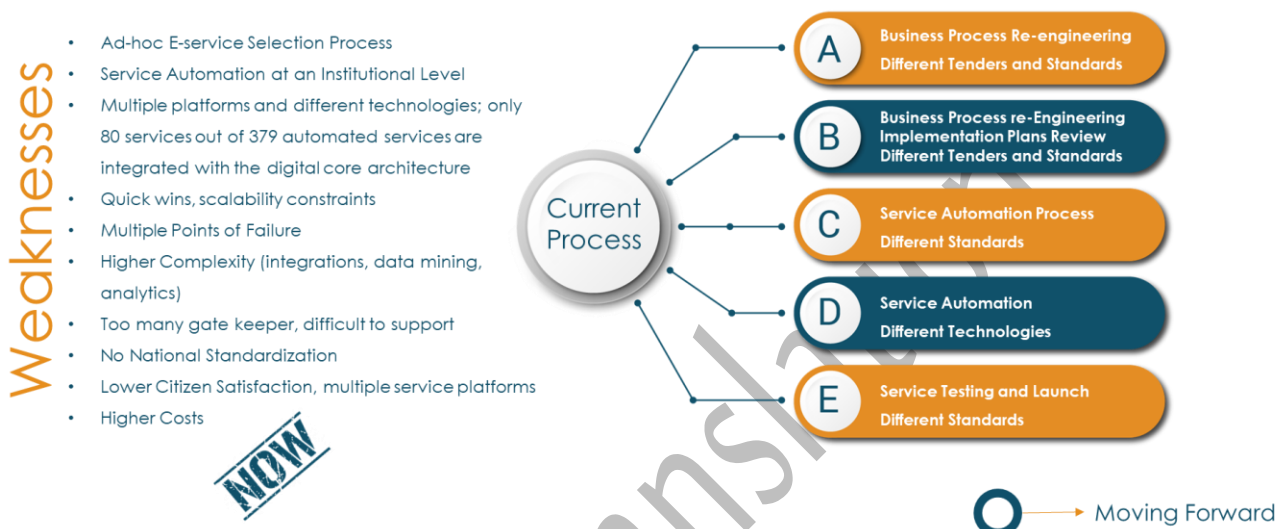 Weaknesses
• Ad-hoc E-service Selection Process
• Service Automation at an Institutional Level
• Multiple platforms and different technologies; only
80 services out of 379 automated services are
integrated with the digital core architecture
• Quick wins, scalability constraints
• Multiple Points of Failure
• Higher Complexity (integrations, data mining,
analytics)
• Too many gate keeper, difficult to support
• No National Standardization
• Lower Citizen Satisfaction, multiple service platforms
• Higher Costs
NOW
Current
Process
A
Business Process Re-engineering
Different Tenders and Standards
B
Business Process re-Engineering
Implementation Plans Review
Different Tenders and Standards
C
Service Automation Process
Different Standards
D
Service Automation
Different Technologies
E
Service Testing and Launch
Different Standards
Moving Forward